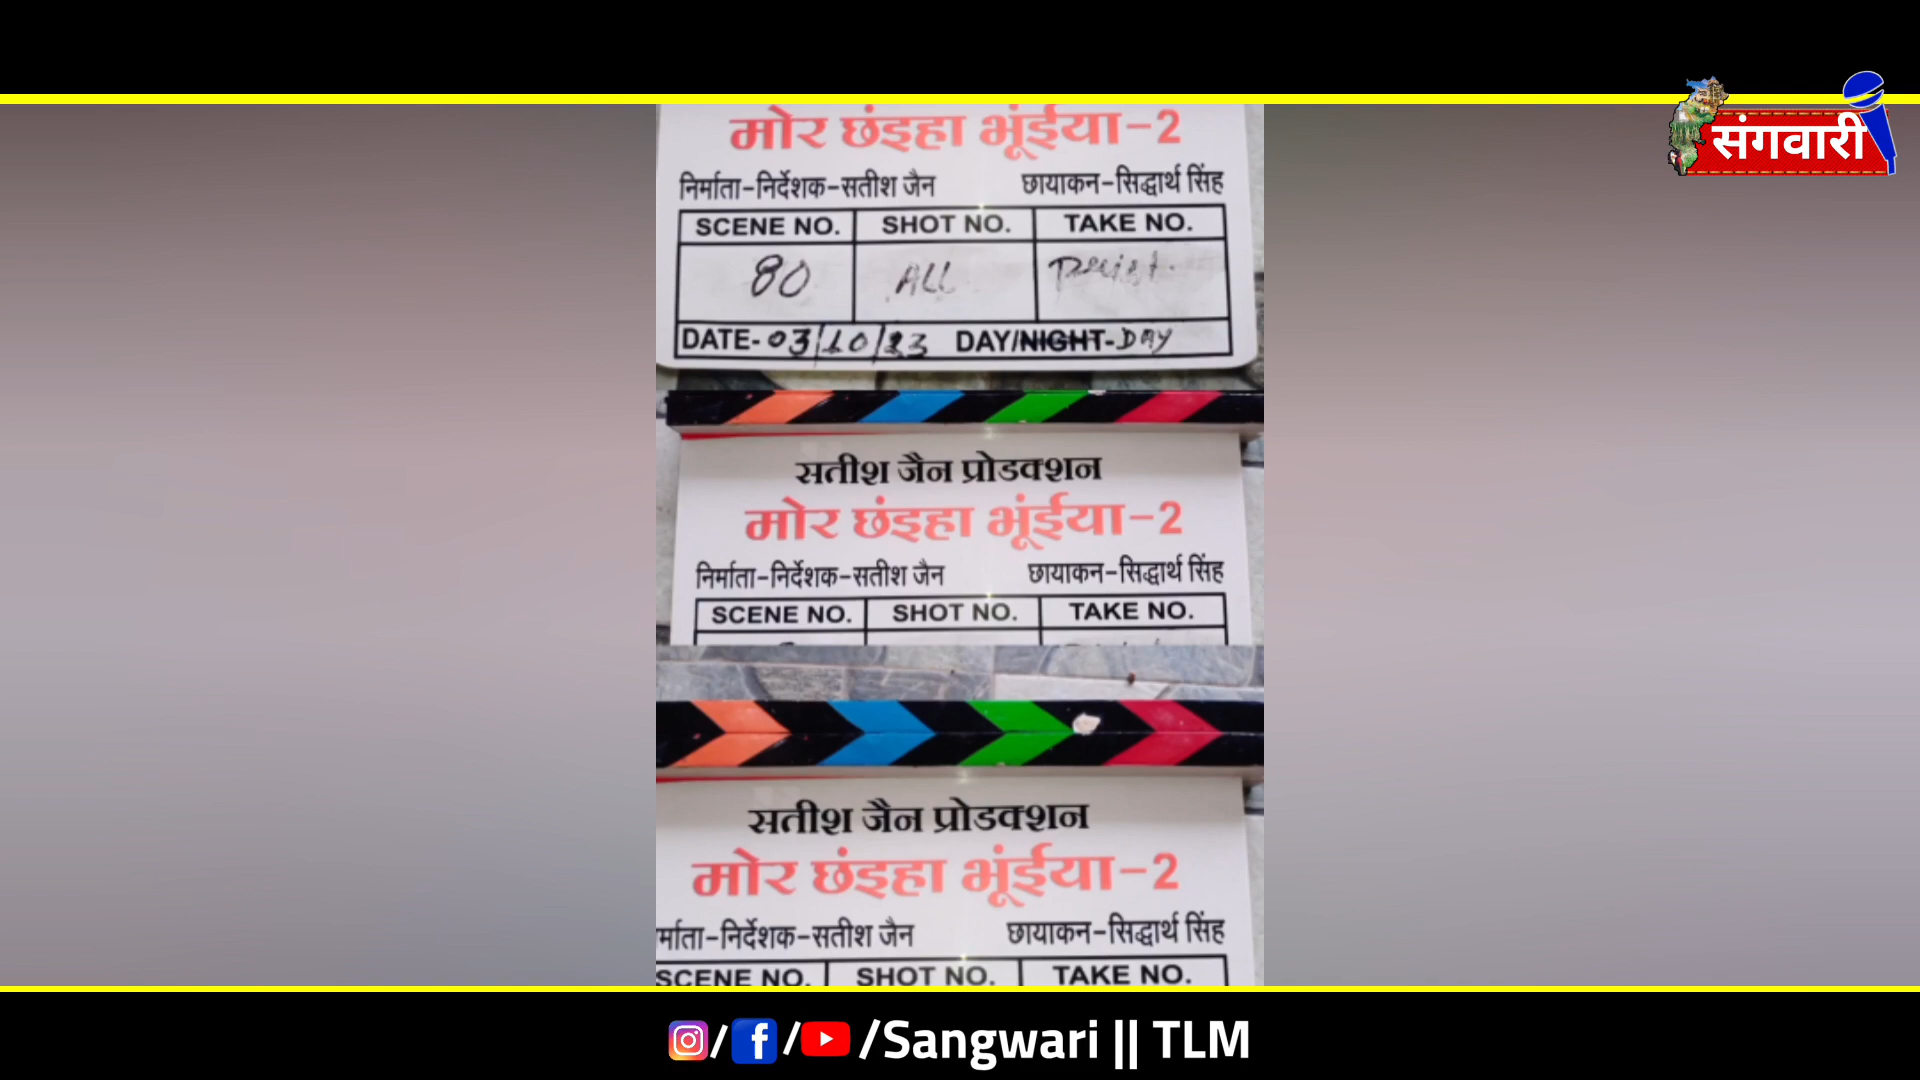 संगवारी
मोर छंइहा भूंईया-2
निर्माता-निर्देशक-सतीश जैन छायाकन-सिद्धार्थ सिंह
SCENE NO. SHOT NO. TAKE NO.
80 ALL
DATE-03/10/23 DAY/NIGHT-DAY
सतीश जैन प्रोडक्शन
मोर छंइहा भूंईया-2
निर्माता-निर्देशक-सतीश जैन छायाकन-सिद्धार्थ सिंह
SCENE NO. SHOT NO. TAKE NO.
सतीश जैन प्रोडक्शन
मोर छंइहा भूंईया-2
र्माता-निर्देशक-सतीश जैन छायाकन-सिद्धार्थ सिंह
SCENE NO. SHOT NO. TAKE NO.
/ / /Sangwari || TLM